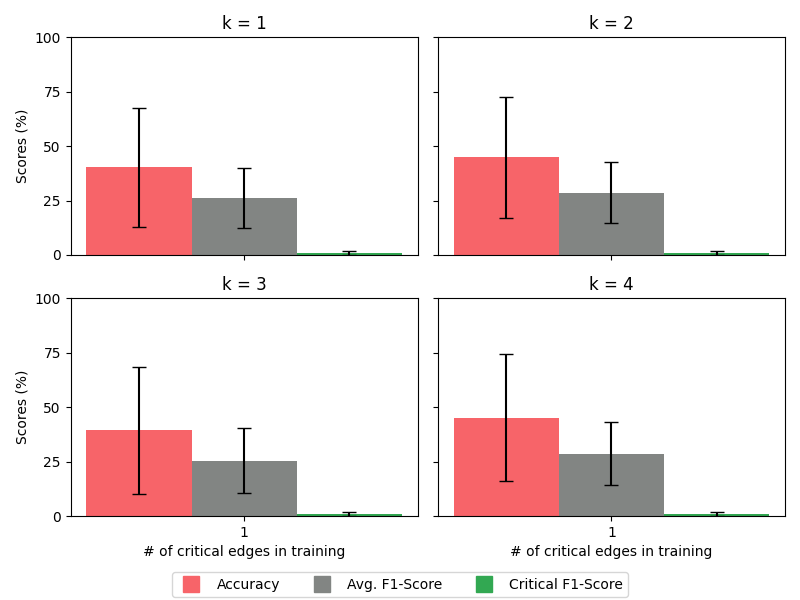 k = 1
k = 2
100
75
50
25
0
Scores (%)
k = 3
k = 4
100
75
50
25
0
Scores (%)
1
1
# of critical edges in training
# of critical edges in training
Accuracy
Avg. F1-Score
Critical F1-Score